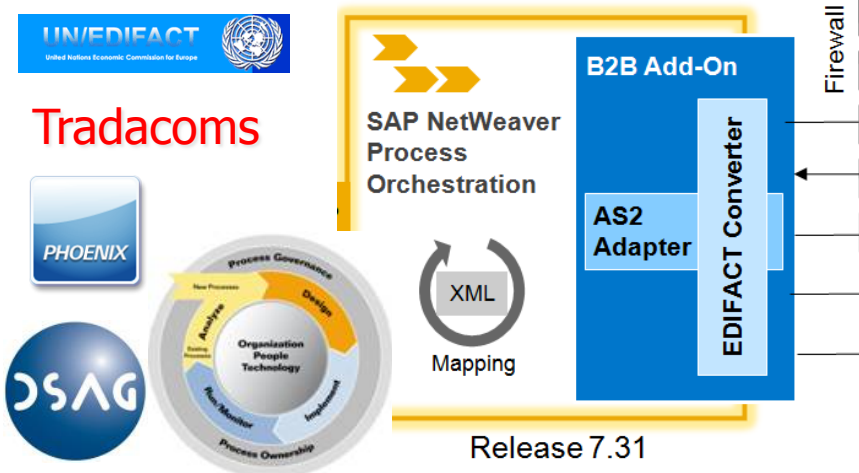 UN/EDIFACT
United Nations Economic Commission for Europe
Tradacoms
PHOENIX
DSAG
Process Governance
New Processes
Design
Analyze
Existing
Processes
Organization
People
Technology
Run/Monitor
Implement
Process Ownership
SAP NetWeaver
Process
Orchestration
XML
Mapping
B2B Add-On
AS2
Adapter
EDIFACT Converter
Firewall
Release 7.31